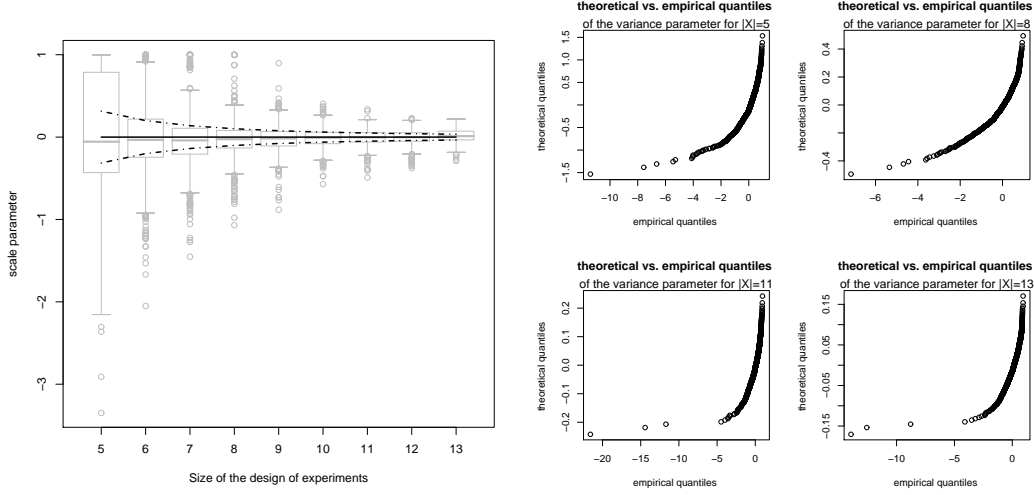 scale parameter
1
0
−1
−2
−3
5 6 7 8 9 10 11 12 13
Size of the design of experiments
theoretical vs. empirical quantiles
of the variance parameter for |X|=5
theoretical quantiles
−1.5 −0.5 0.5 1.0 1.5
−10 −8 −6 −4 −2 0
empirical quantiles
theoretical vs. empirical quantiles
of the variance parameter for |X|=8
theoretical quantiles
−0.4 0.0 0.2 0.4
−6 −4 −2 0
empirical quantiles
theoretical vs. empirical quantiles
of the variance parameter for |X|=11
theoretical quantiles
−0.2 −0.1 0.0 0.1 0.2
−20 −15 −10 −5 0
empirical quantiles
theoretical vs. empirical quantiles
of the variance parameter for |X|=13
theoretical quantiles
−0.15 −0.05 0.05 0.15
−10 −5 0
empirical quantiles